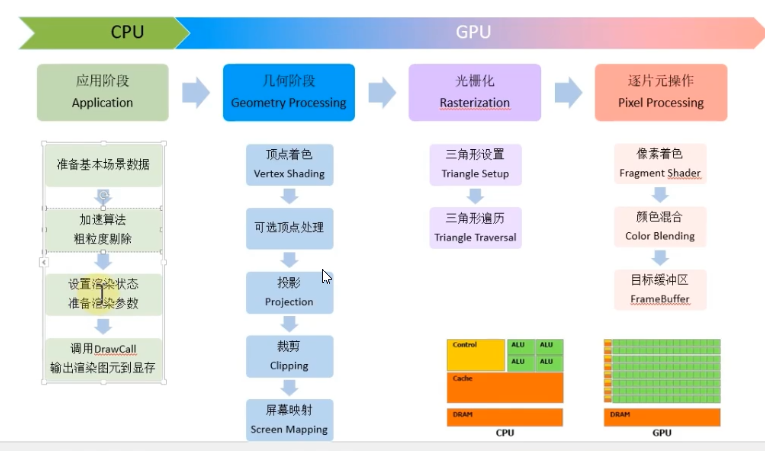 CPU
GPU
应用阶段
Application
几何阶段
Geometry Processing
光栅化
Rasterization
逐片元操作
Pixel Processing
准备基本场景数据
加速算法
粗粒度剔除
设置渲染状态
准备渲染参数
调用DrawCall
输出渲染图元到显存
顶点着色
Vertex Shading
可选顶点处理
投影
Projection
裁剪
Clipping
屏幕映射
Screen Mapping
三角形设置
Triangle Setup
三角形遍历
Triangle Traversal
像素着色
Fragment Shader
颜色混合
Color Blending
目标缓冲区
FrameBuffer
Control
ALU ALU
ALU ALU
Cache
DRAM
CPU
DRAM
GPU